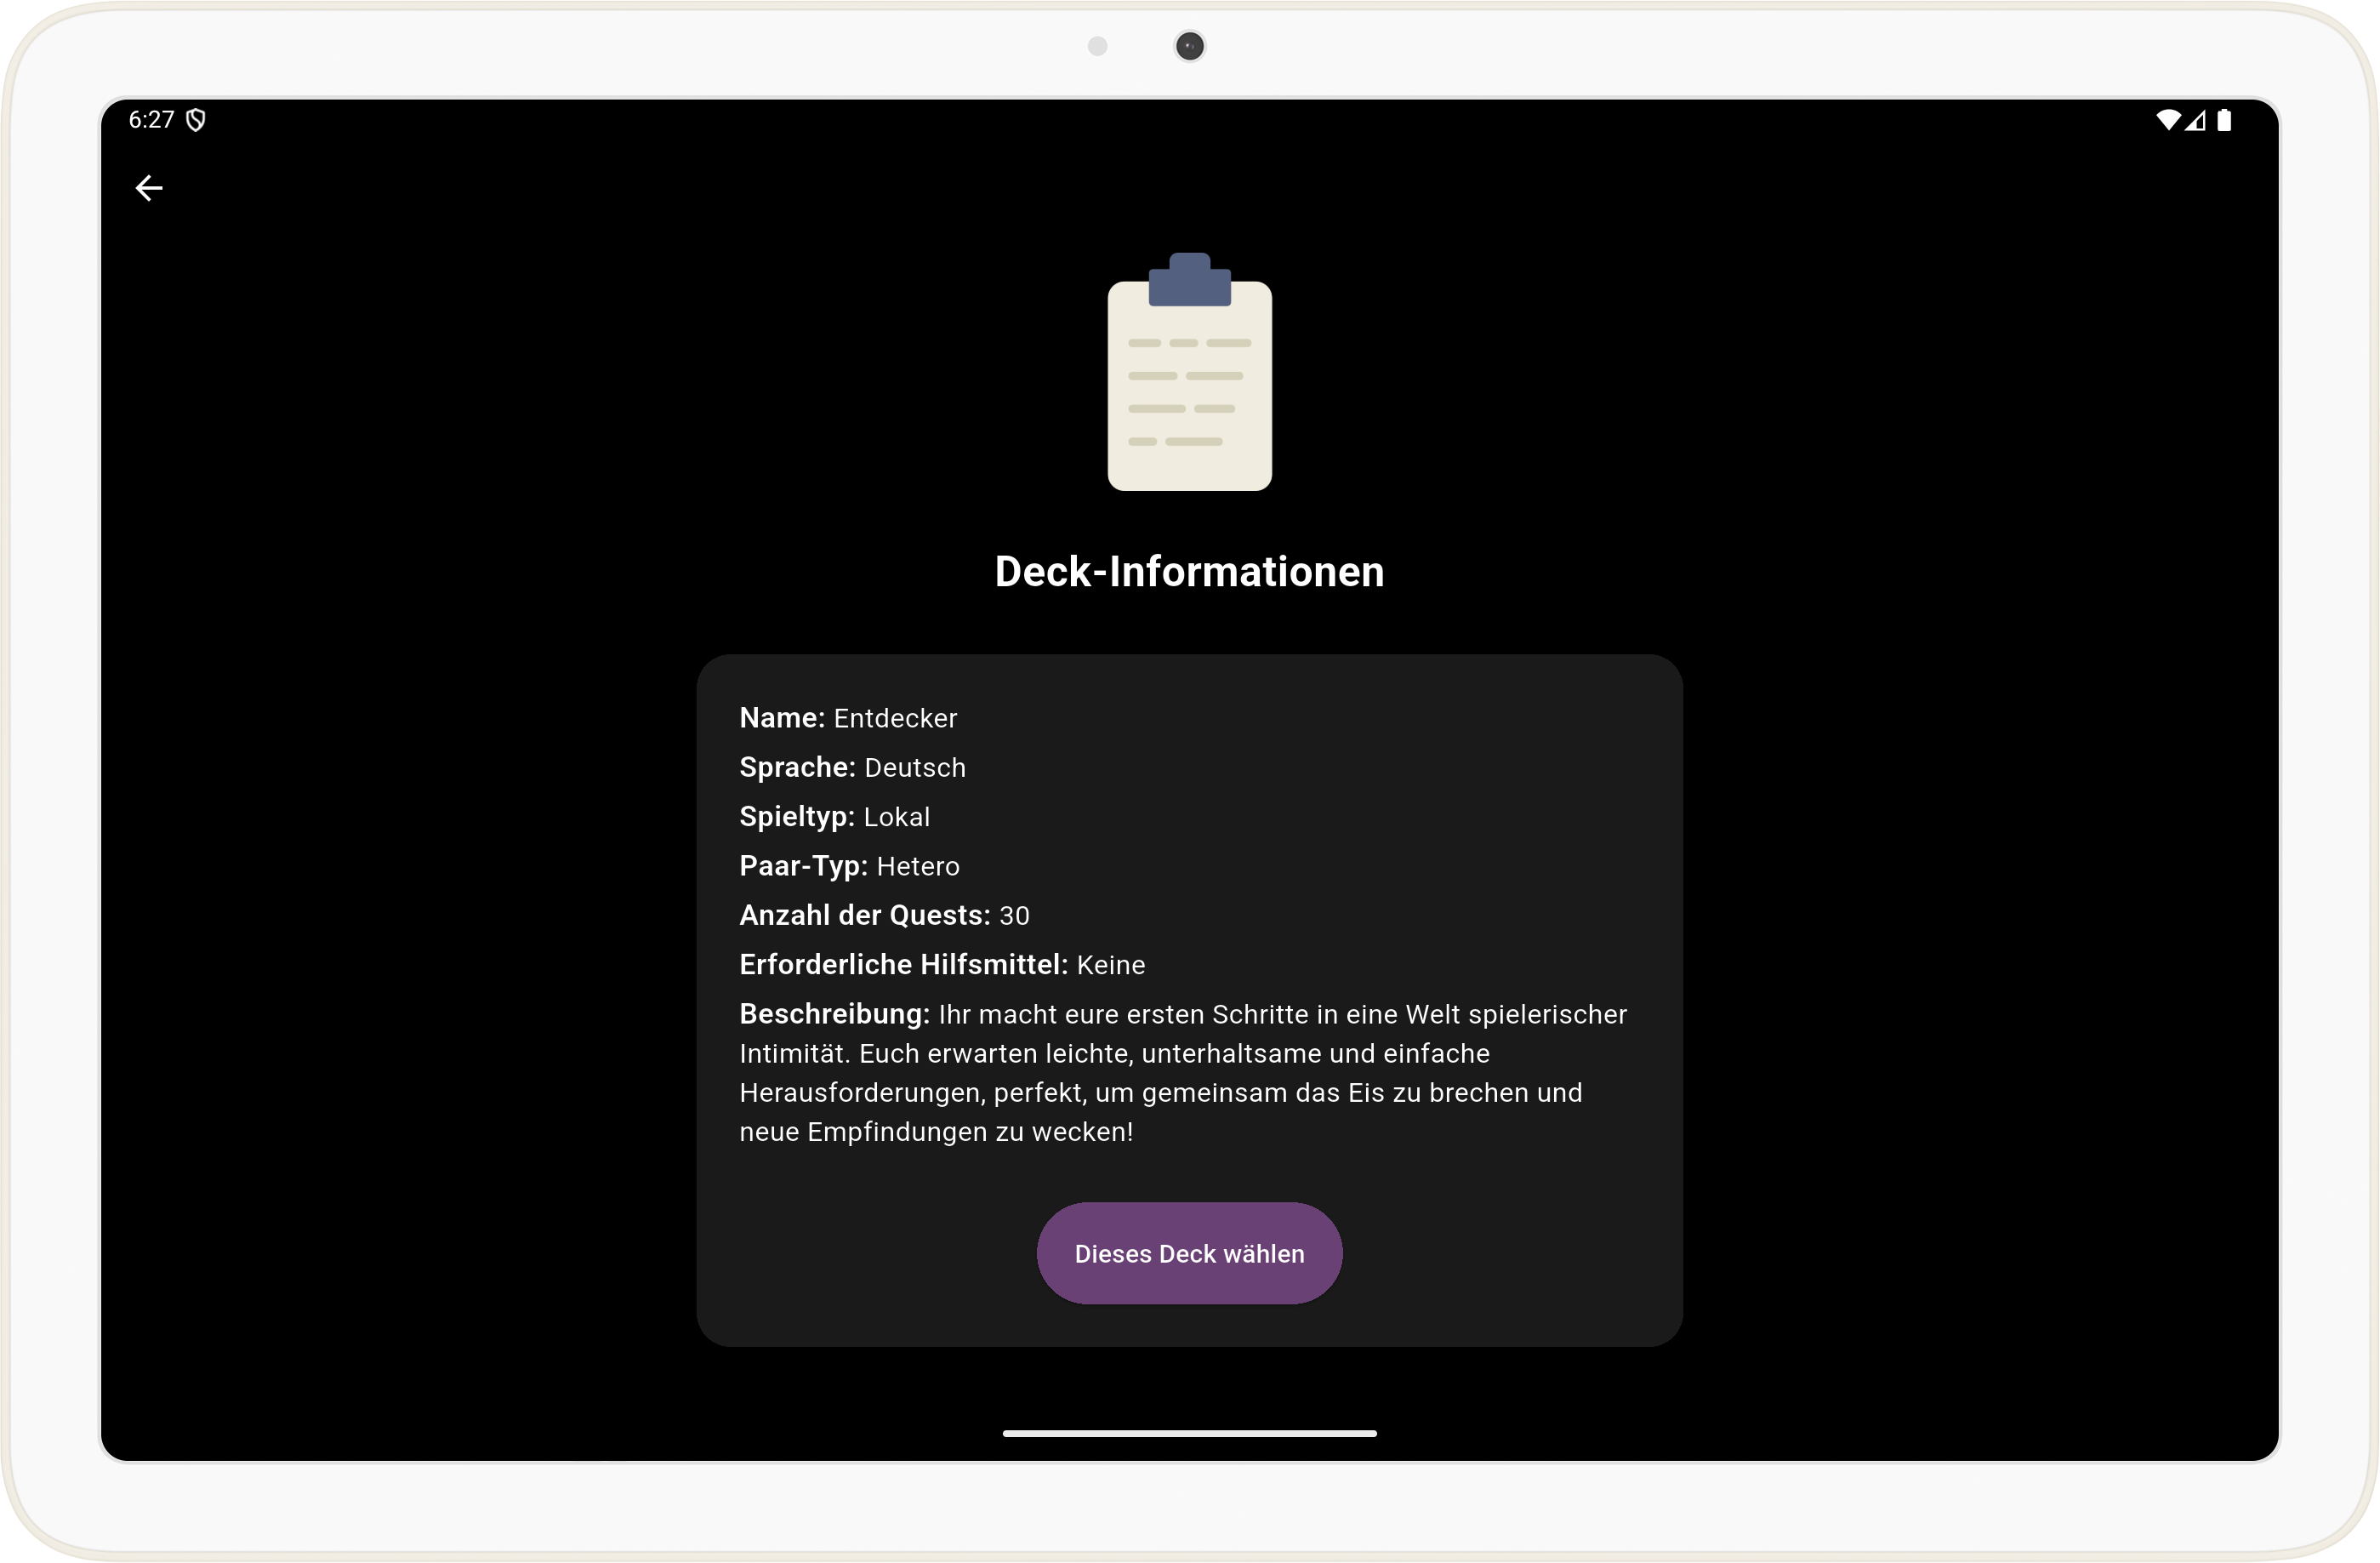 6:27
Deck-Informationen
Name: Entdecker
Sprache: Deutsch
Spieltyp: Lokal
Paar-Typ: Hetero
Anzahl der Quests: 30
Erforderliche Hilfsmittel: Keine
Beschreibung: Ihr macht eure ersten Schritte in eine Welt spielerischer
Intimität. Euch erwarten leichte, unterhaltsame und einfache
Herausforderungen, perfekt, um gemeinsam das Eis zu brechen und
neue Empfindungen zu wecken!
Dieses Deck wählen